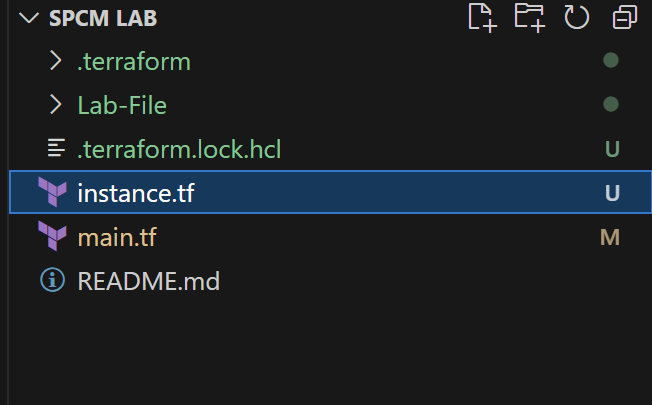 SPCM LAB
.terraform
Lab-File
.terraform.lock.hcl U
instance.tf U
main.tf M
README.md